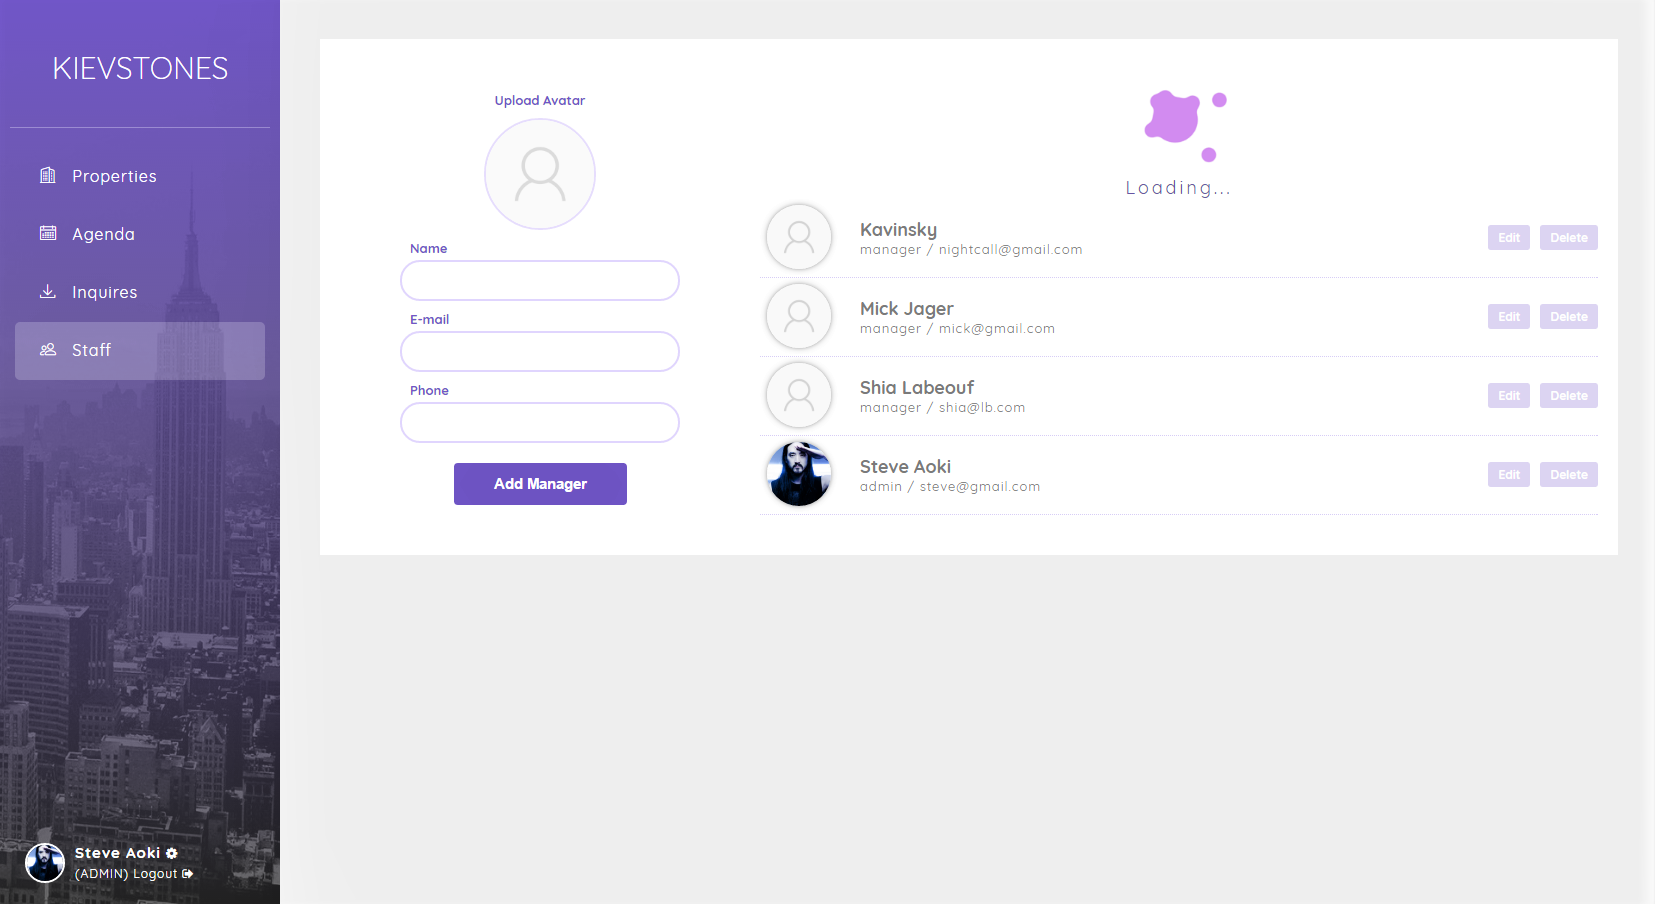 KIEVSTONES
Properties
Agenda
Inquires
Staff
Steve Aoki
(ADMIN) Logout
Upload Avatar
Name
E-mail
Phone
Add Manager
Loading...
Kavinsky
manager / nightcall@gmail.com
Edit Delete
Mick Jager
manager / mick@gmail.com
Edit Delete
Shia Labeouf
manager / shia@lb.com
Edit Delete
Steve Aoki
admin / steve@gmail.com
Edit Delete